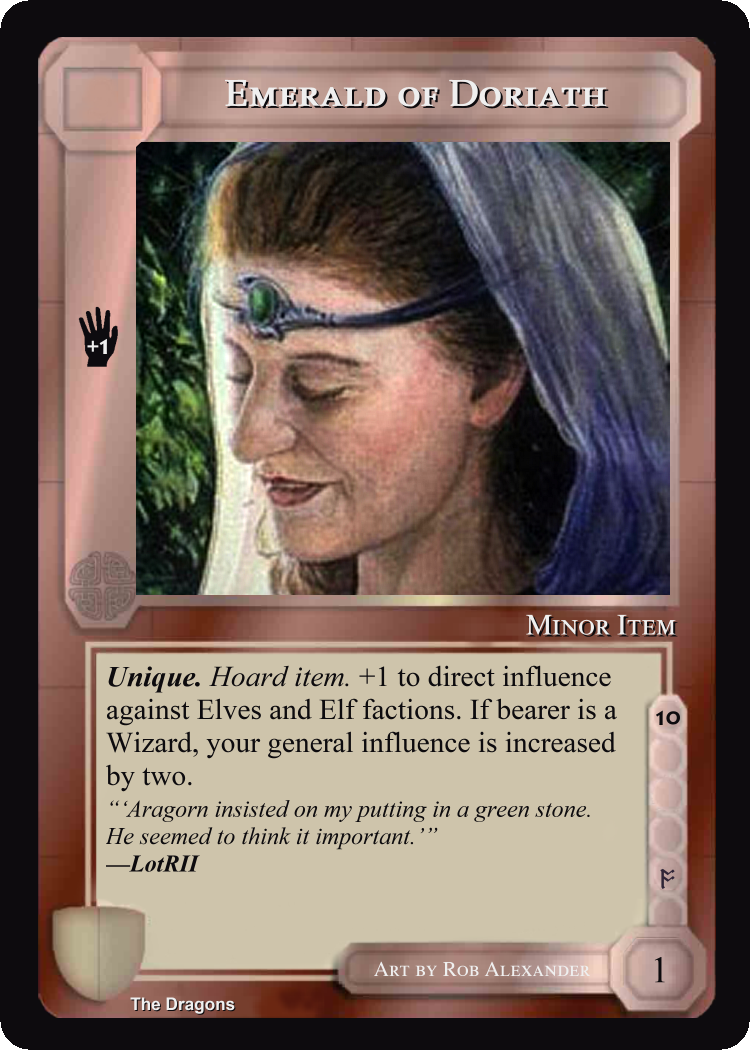 Emerald of Doriath
+1
Minor Item
Unique. Hoard item. +1 to direct influence
against Elves and Elf factions. If bearer is a
Wizard, your general influence is increased
by two.
“‘Aragorn insisted on my putting in a green stone.
He seemed to think it important.’”
—LotRII
10
ᚩ
Art by Rob Alexander
1
The Dragons